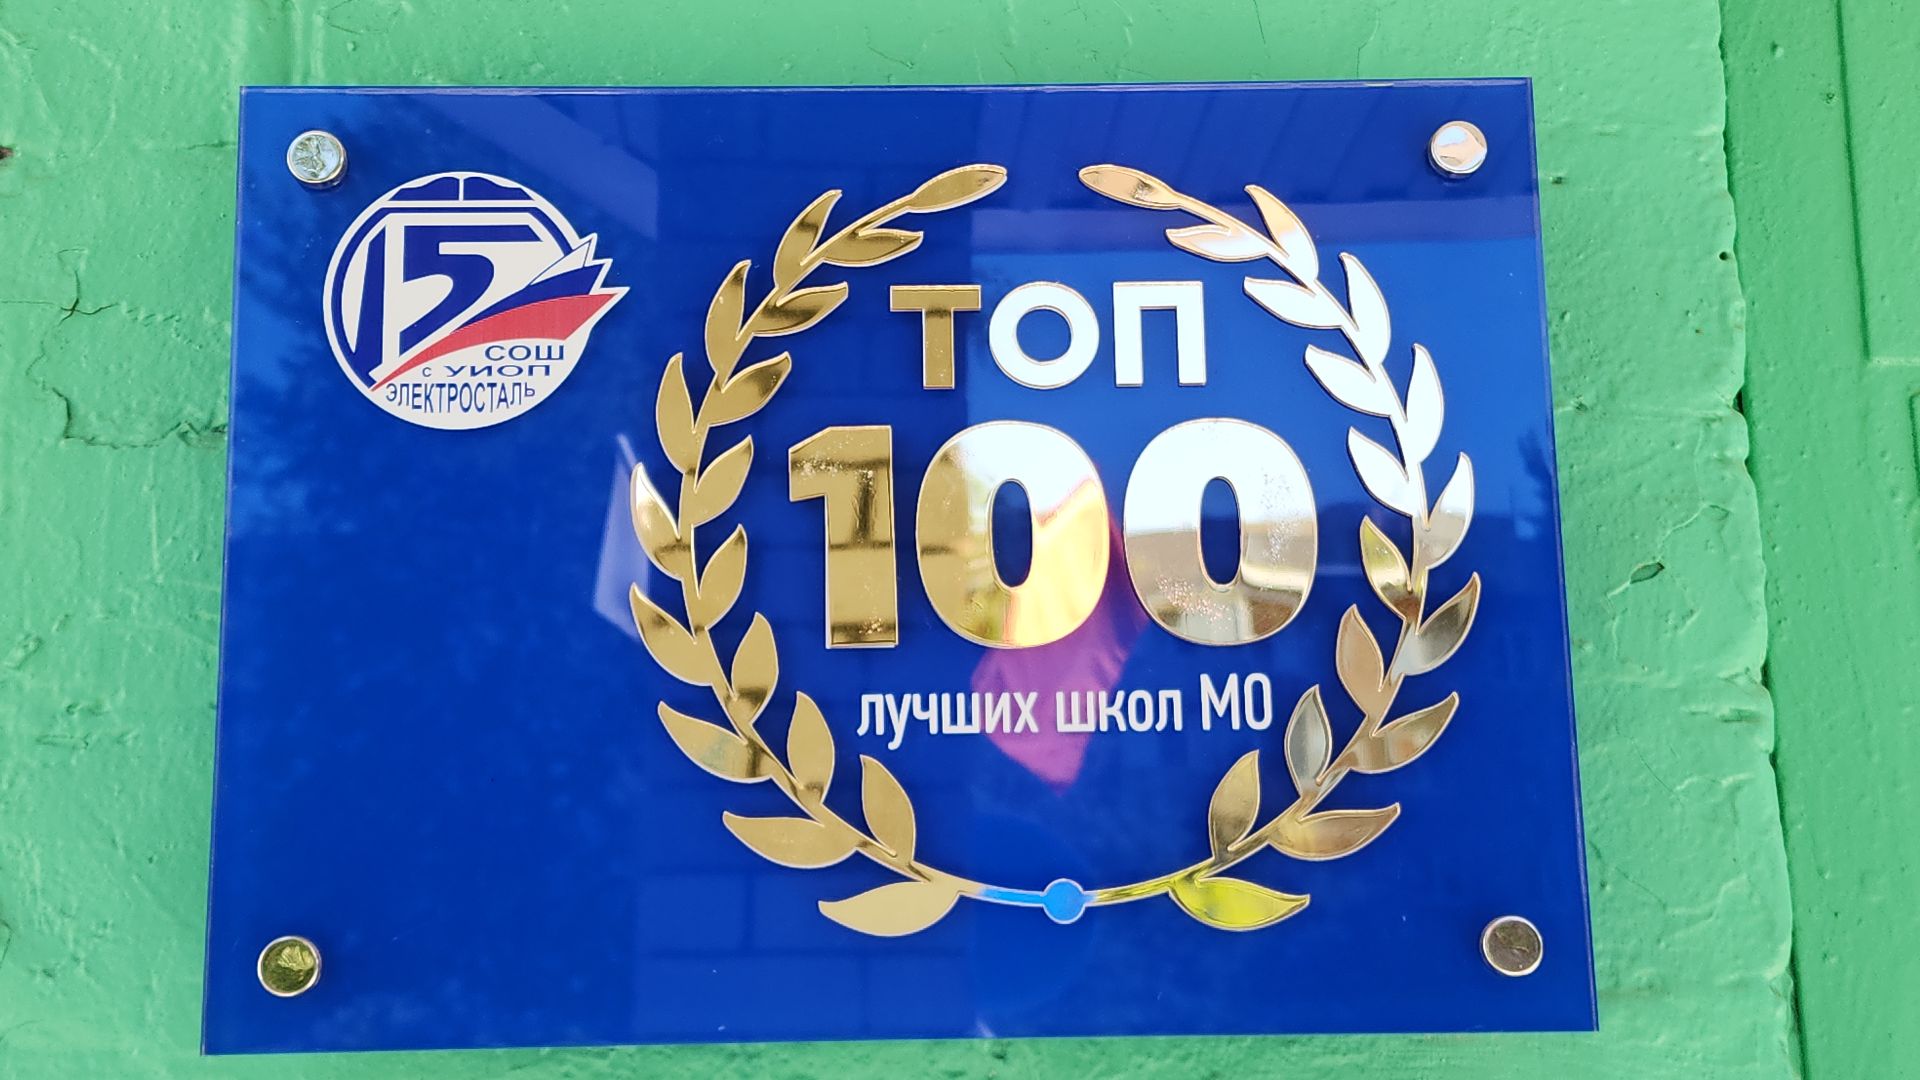 15
СОШ
с УИОП
ЭЛЕКТРОСТАЛЬ
ТОП
100
лучших школ МО